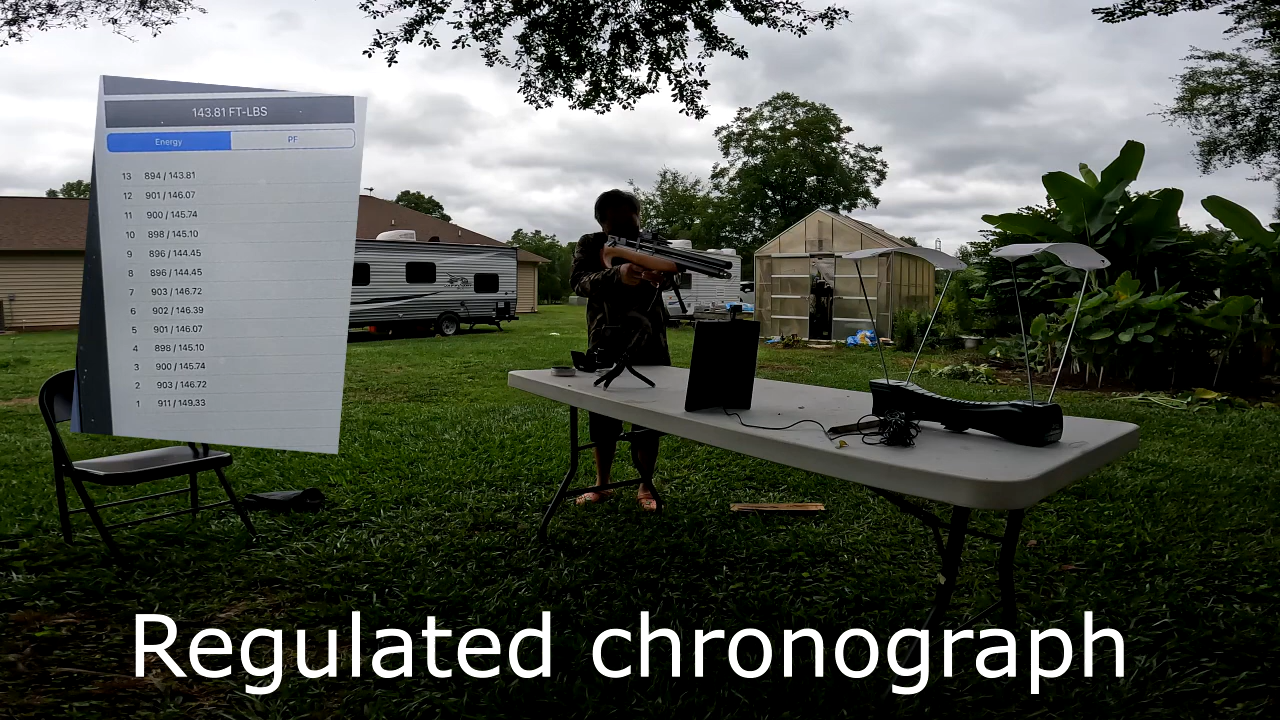 143.81 FT-LBS
Energy PF
13 894 / 143.81
12 901 / 146.07
11 900 / 145.74
10 898 / 145.10
9 896 / 144.45
8 896 / 144.45
7 903 / 146.72
6 902 / 146.39
5 901 / 146.07
4 898 / 145.10
3 900 / 145.74
2 903 / 146.72
1 911 / 149.33
Regulated chronograph